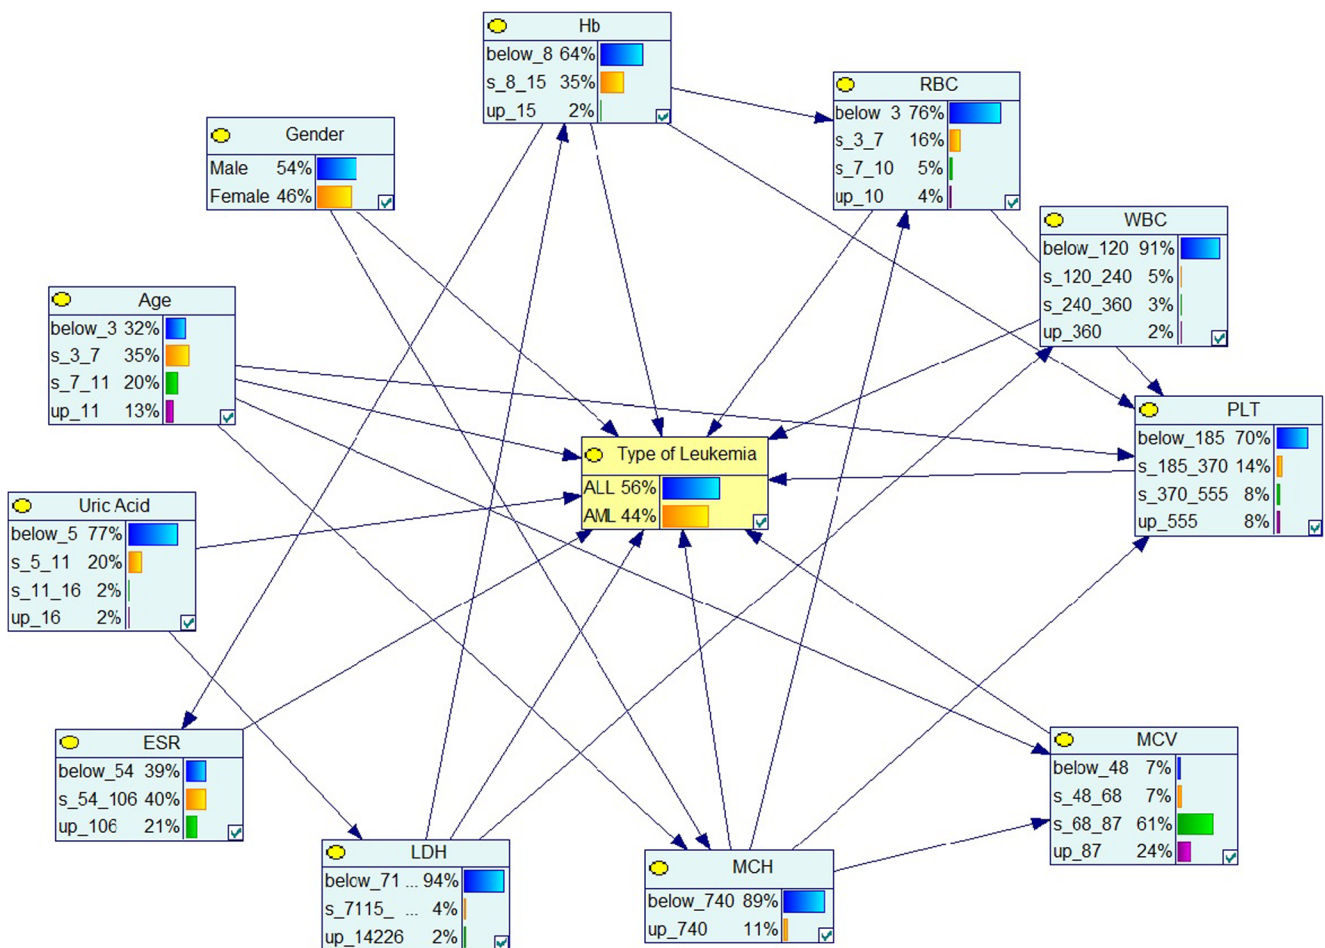 Hb
below_8 64%
s_8_15 35%
up_15 2%
RBC
below 3 76%
s_3_7 16%
s_7_10 5%
up_10 4%
Gender
Male 54%
Female 46%
WBC
below_120 91%
s_120_240 5%
s_240_360 3%
up_360 2%
Age
below_3 32%
s_3_7 35%
s_7_11 20%
up_11 13%
PLT
below_185 70%
s_185_370 14%
s_370_555 8%
up_555 8%
Type of Leukemia
ALL 56%
AML 44%
Uric Acid
below_5 77%
s_5_11 20%
s_11_16 2%
up_16 2%
ESR
below_54 39%
s_54_106 40%
up_106 21%
MCV
below_48 7%
s_48_68 7%
s_68_87 61%
up_87 24%
LDH
below_71 ... 94%
s_7115_ ... 4%
up_14226 2%
MCH
below_740 89%
up_740 11%